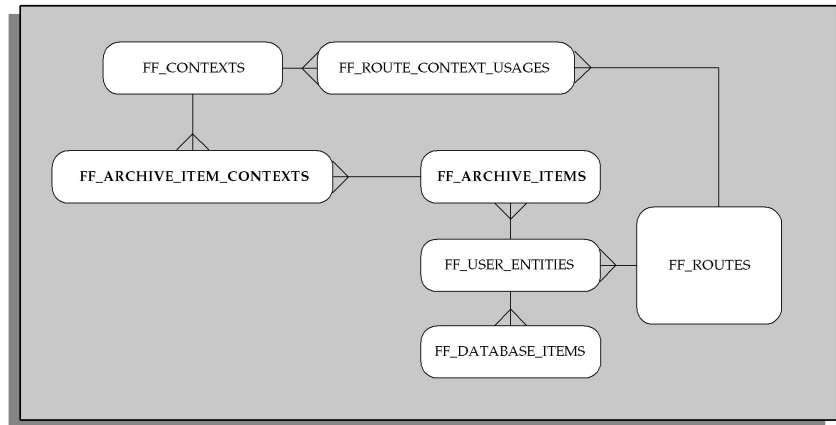 FF_CONTEXTS
FF_ROUTE_CONTEXT_USAGES
FF_ARCHIVE_ITEM_CONTEXTS
FF_ARCHIVE_ITEMS
FF_USER_ENTITIES
FF_ROUTES
FF_DATABASE_ITEMS